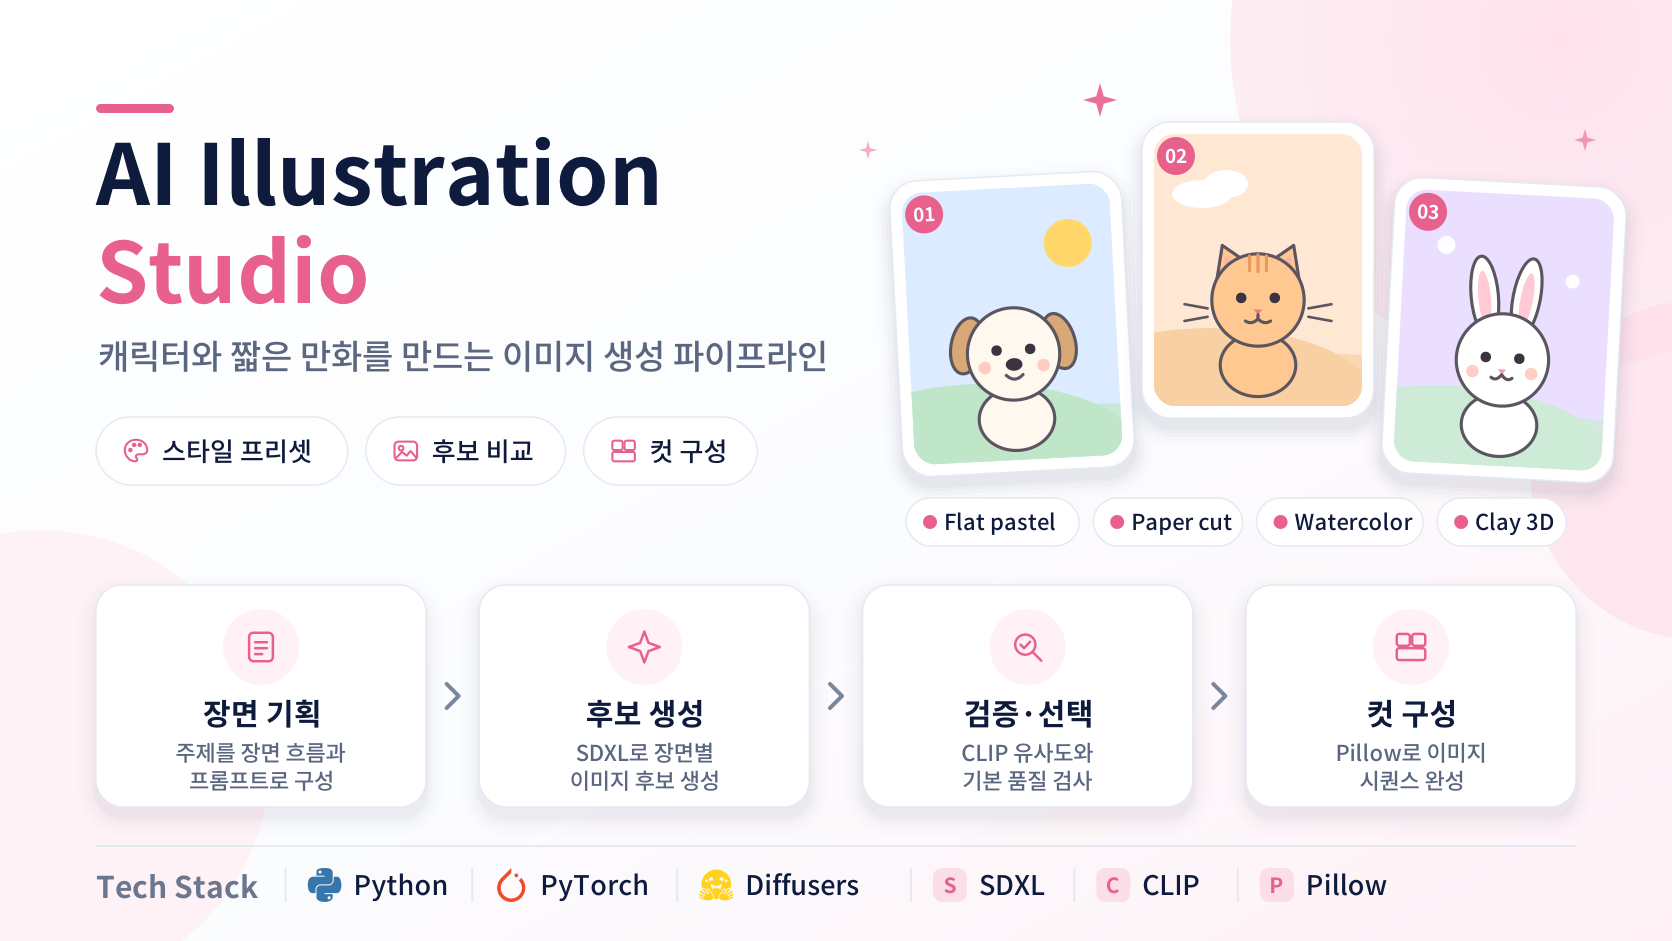 AI Illustration
Studio
캐릭터와 짧은 만화를 만드는 이미지 생성 파이프라인
스타일 프리셋
후보 비교
컷 구성
01
02
03
Flat pastel
Paper cut
Watercolor
Clay 3D
장면 기획
주제를 장면 흐름과
프롬프트로 구성
후보 생성
SDXL로 장면별
이미지 후보 생성
검증·선택
CLIP 유사도와
기본 품질 검사
컷 구성
Pillow로 이미지
시퀀스 완성
Tech Stack
Python
PyTorch
Diffusers
S SDXL
C CLIP
P Pillow